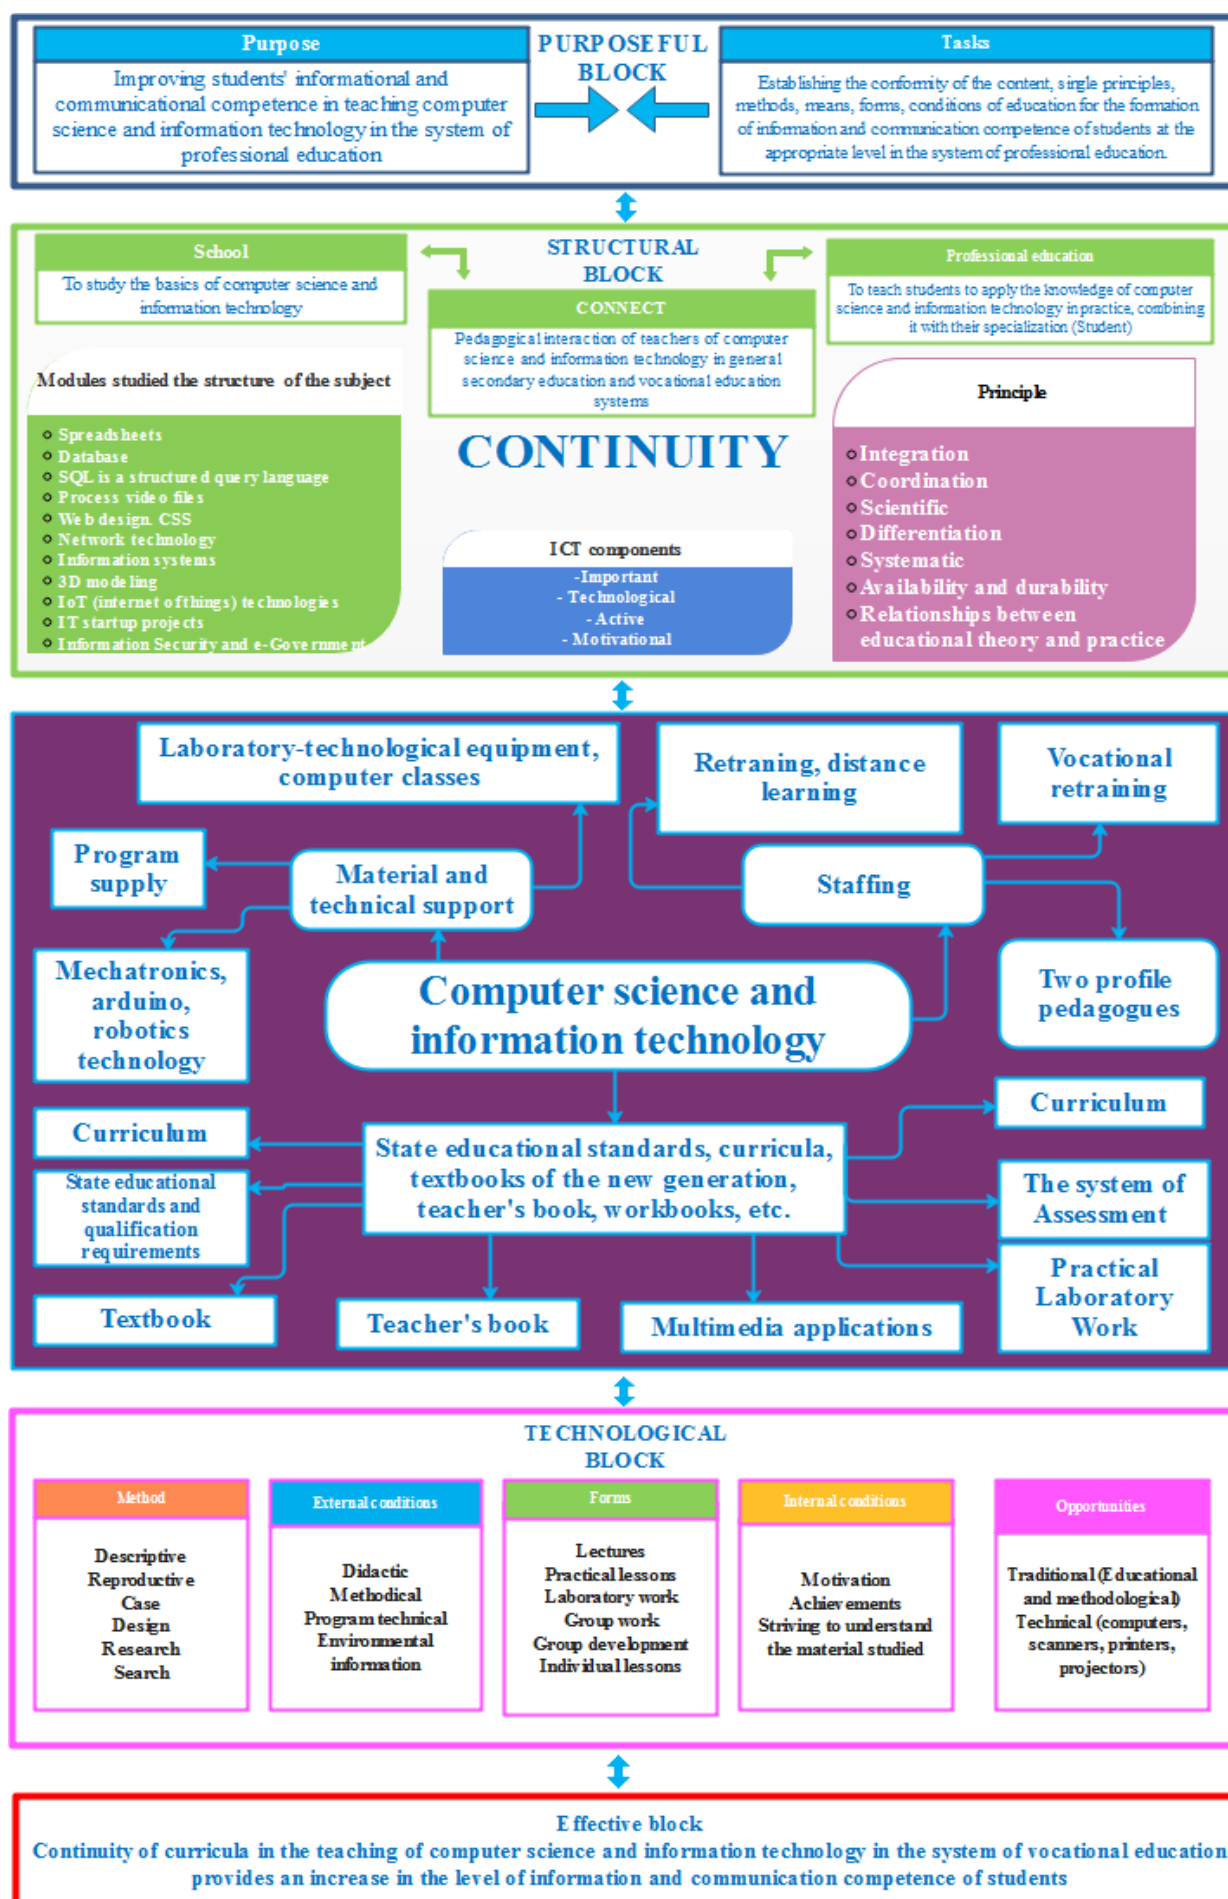 Purpose
Improving students' informational and
communicational competence in teaching computer
science and information technology in the system of
professional education
PURPOSEFUL
BLOCK
Tasks
Establishing the conformity of the content, single principles,
methods, means, forms, conditions of education for the formation
of information and communication competence of students at the
appropriate level in the system of professional education.
School
To study the basics of computer science and
information technology
STRUCTURAL
BLOCK
CONNECT
Pedagogical interaction of teachers of computer
science and information technology in general
secondary education and vocational education
systems
Professional education
To teach students to apply the knowledge of computer
science and information technology in practice, combining
it with their specialization (Student)
Modules studied the structure of the subject
Spreadsheets
Database
SQL is a structured query language
Process video files
Web design. CSS
Network technology
Information systems
3D modeling
IoT (internet of things) technologies
IT startup projects
Information Security and e-Government
CONTINUITY
ICT components
-Important
- Technological
- Active
- Motivational
Principle
Integration
Coordination
Scientific
Differentiation
Systematic
Availability and durability
Relationships between
educational theory and practice
Laboratory-technological equipment,
computer classes
Retraning, distance
learning
Vocational
retraining
Program
supply
Material and
technical support
Staffing
Mechatronics,
arduino,
robotics
technology
Computer science and
information technology
Two profile
pedagogues
Curriculum
State educational
standards and
qualification
requirements
Textbook
State educational standards, curricula,
textbooks of the new generation,
teacher's book, workbooks, etc.
Teacher's book
Multimedia applications
Curriculum
The system of
Assessment
Practical
Laboratory
Work
TECHNOLOGICAL
BLOCK
Method
Descriptive
Reproductive
Case
Design
Research
Search
External conditions
Didactic
Methodical
Program technical
Environmental
information
Forms
Lectures
Practical lessons
Laboratory work
Group work
Group development
Individual lessons
Internal conditions
Motivation
Achievements
Striving to understand
the material studied
Opportunities
Traditional (Educational
and methodological)
Technical (computers,
scanners, printers,
projectors)
Effective block
Continuity of curricula in the teaching of computer science and information technology in the system of vocational education
provides an increase in the level of information and communication competence of students